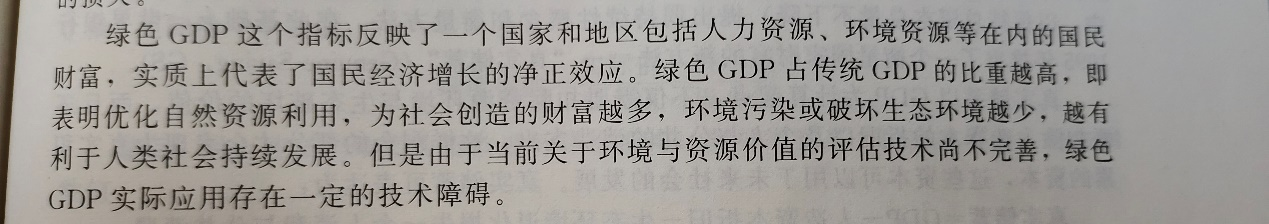 绿色 GDP 这个指标反映了一个国家和地区包括人力资源、环境资源等在内的国民
财富，实质上代表了国民经济增长的净正效应。绿色 GDP 占传统 GDP 的比重越高，即
表明优化自然资源利用，为社会创造的财富越多，环境污染或破坏生态环境越少，越有
利于人类社会持续发展。但是由于当前关于环境与资源价值的评估技术尚不完善，绿色
GDP 实际应用存在一定的技术障碍。